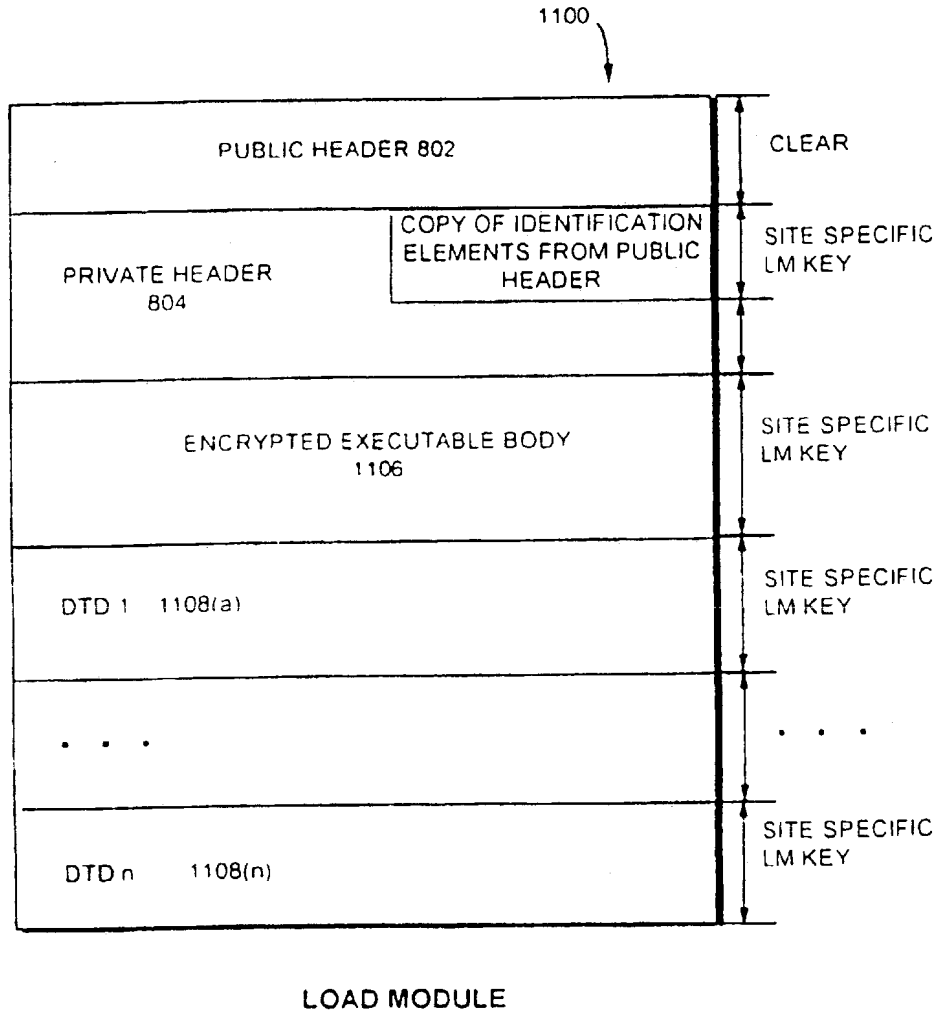 1100
PUBLIC HEADER 802
CLEAR
COPY OF IDENTIFICATION
ELEMENTS FROM PUBLIC
HEADER
PRIVATE HEADER
804
SITE SPECIFIC
LM KEY
ENCRYPTED EXECUTABLE BODY
1106
SITE SPECIFIC
LM KEY
DTD 1 1108(a)
SITE SPECIFIC
LM KEY
. . .
. . .
DTD n 1108(n)
SITE SPECIFIC
LM KEY
LOAD MODULE